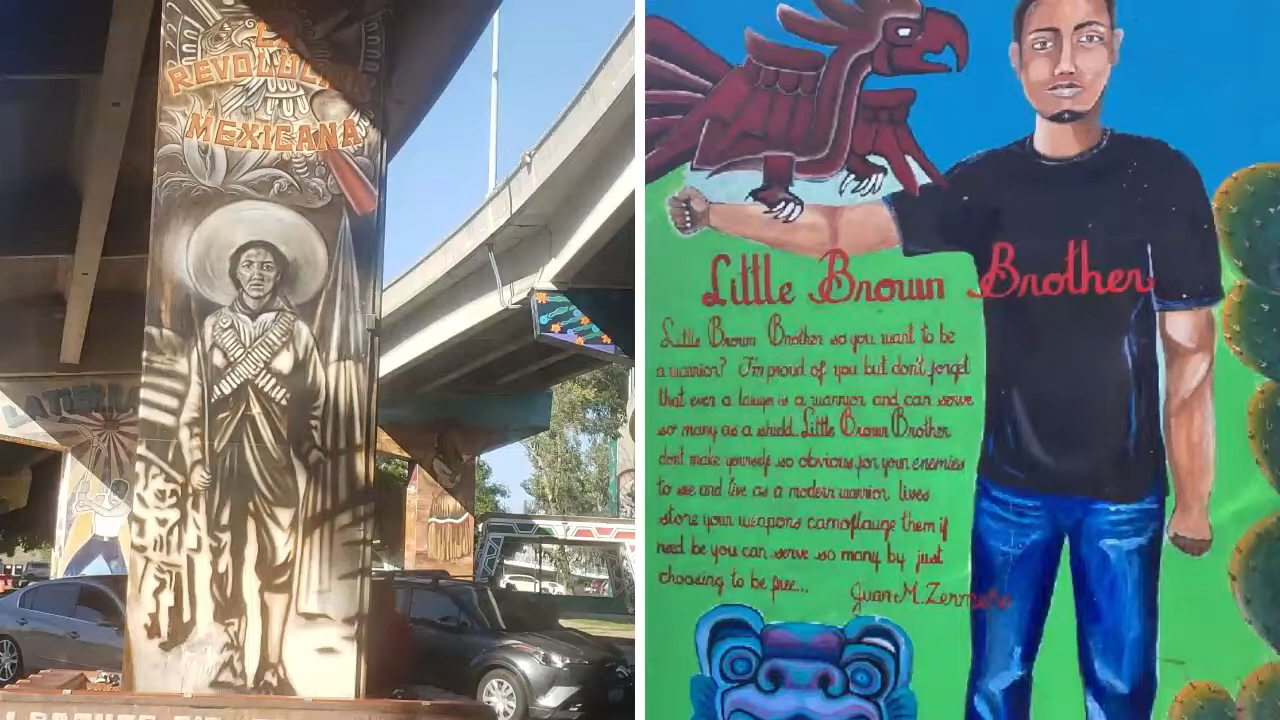 LA
REVOLUCION
MEXICANA
LA TIERRA
Little Brown Brother
Little Brown Brother so you want to be
a warrior? I'm proud of you but don't forget
that ever a lawyer is a warrior and can serve
so many as a shield. Little Brown Brother
dont make yourself so obvious for your enemies
to see and live as a modern warrior lives
store your weapons camoflauge them if
need be you can serve so many by just
choosing to be free...
Juan M. Zermeño